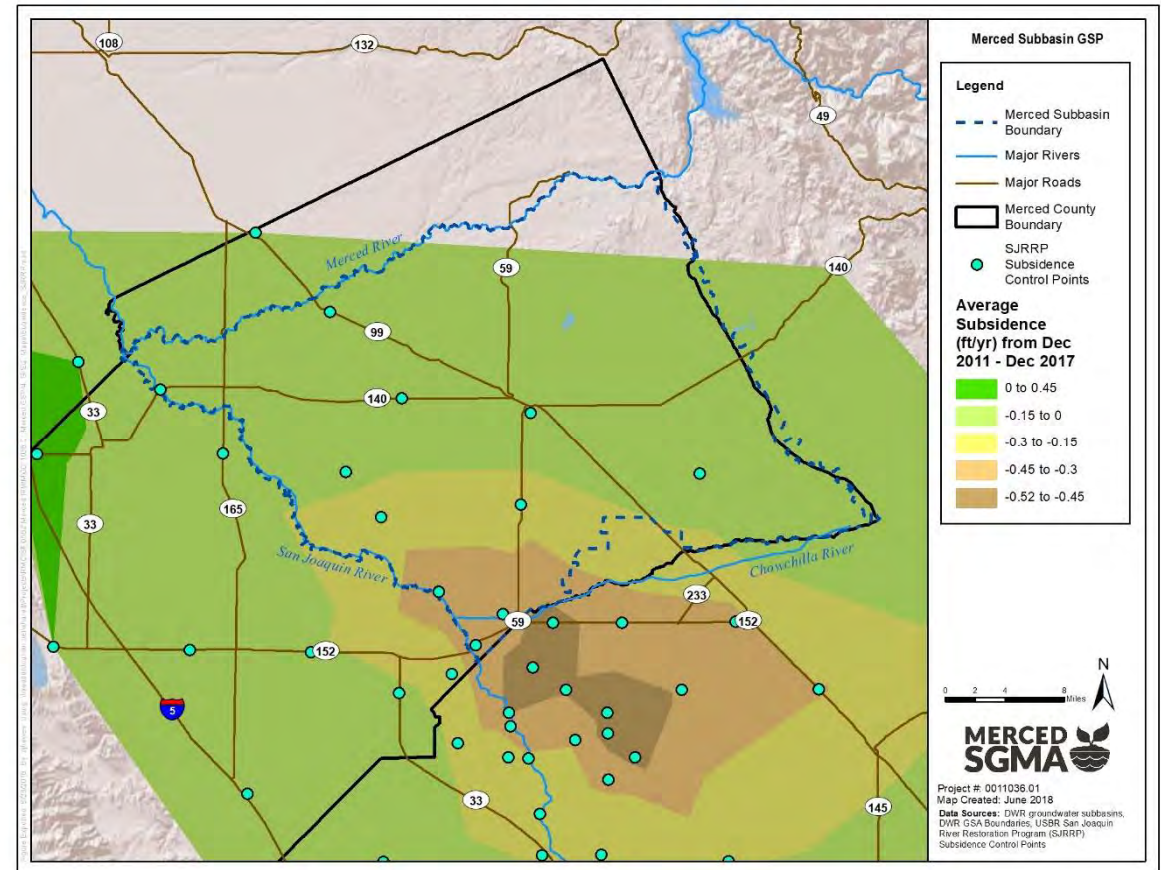 Merced Subbasin GSP
Legend
Merced Subbasin
Boundary
Major Rivers
Major Roads
Merced County
Boundary
SJRRP
Subsidence
Control Points
Average
Subsidence
(ft/yr) from Dec
2011 - Dec 2017
0 to 0.45
-0.15 to 0
-0.3 to -0.15
-0.45 to -0.3
-0.52 to -0.45
N
0 2 4 8
Miles
MERCED
SGMA
Project #: 0011036.01
Map Created: June 2018
Data Sources: DWR groundwater subbasins,
DWR GSA Boundaries, USBR San Joaquin
River Restoration Program (SJRRP)
Subsidence Control Points
108
132
49
Merced River
59
140
99
33
140
165
33
San Joaquin River
Chowchilla River
233
59
152
152
5
33
145